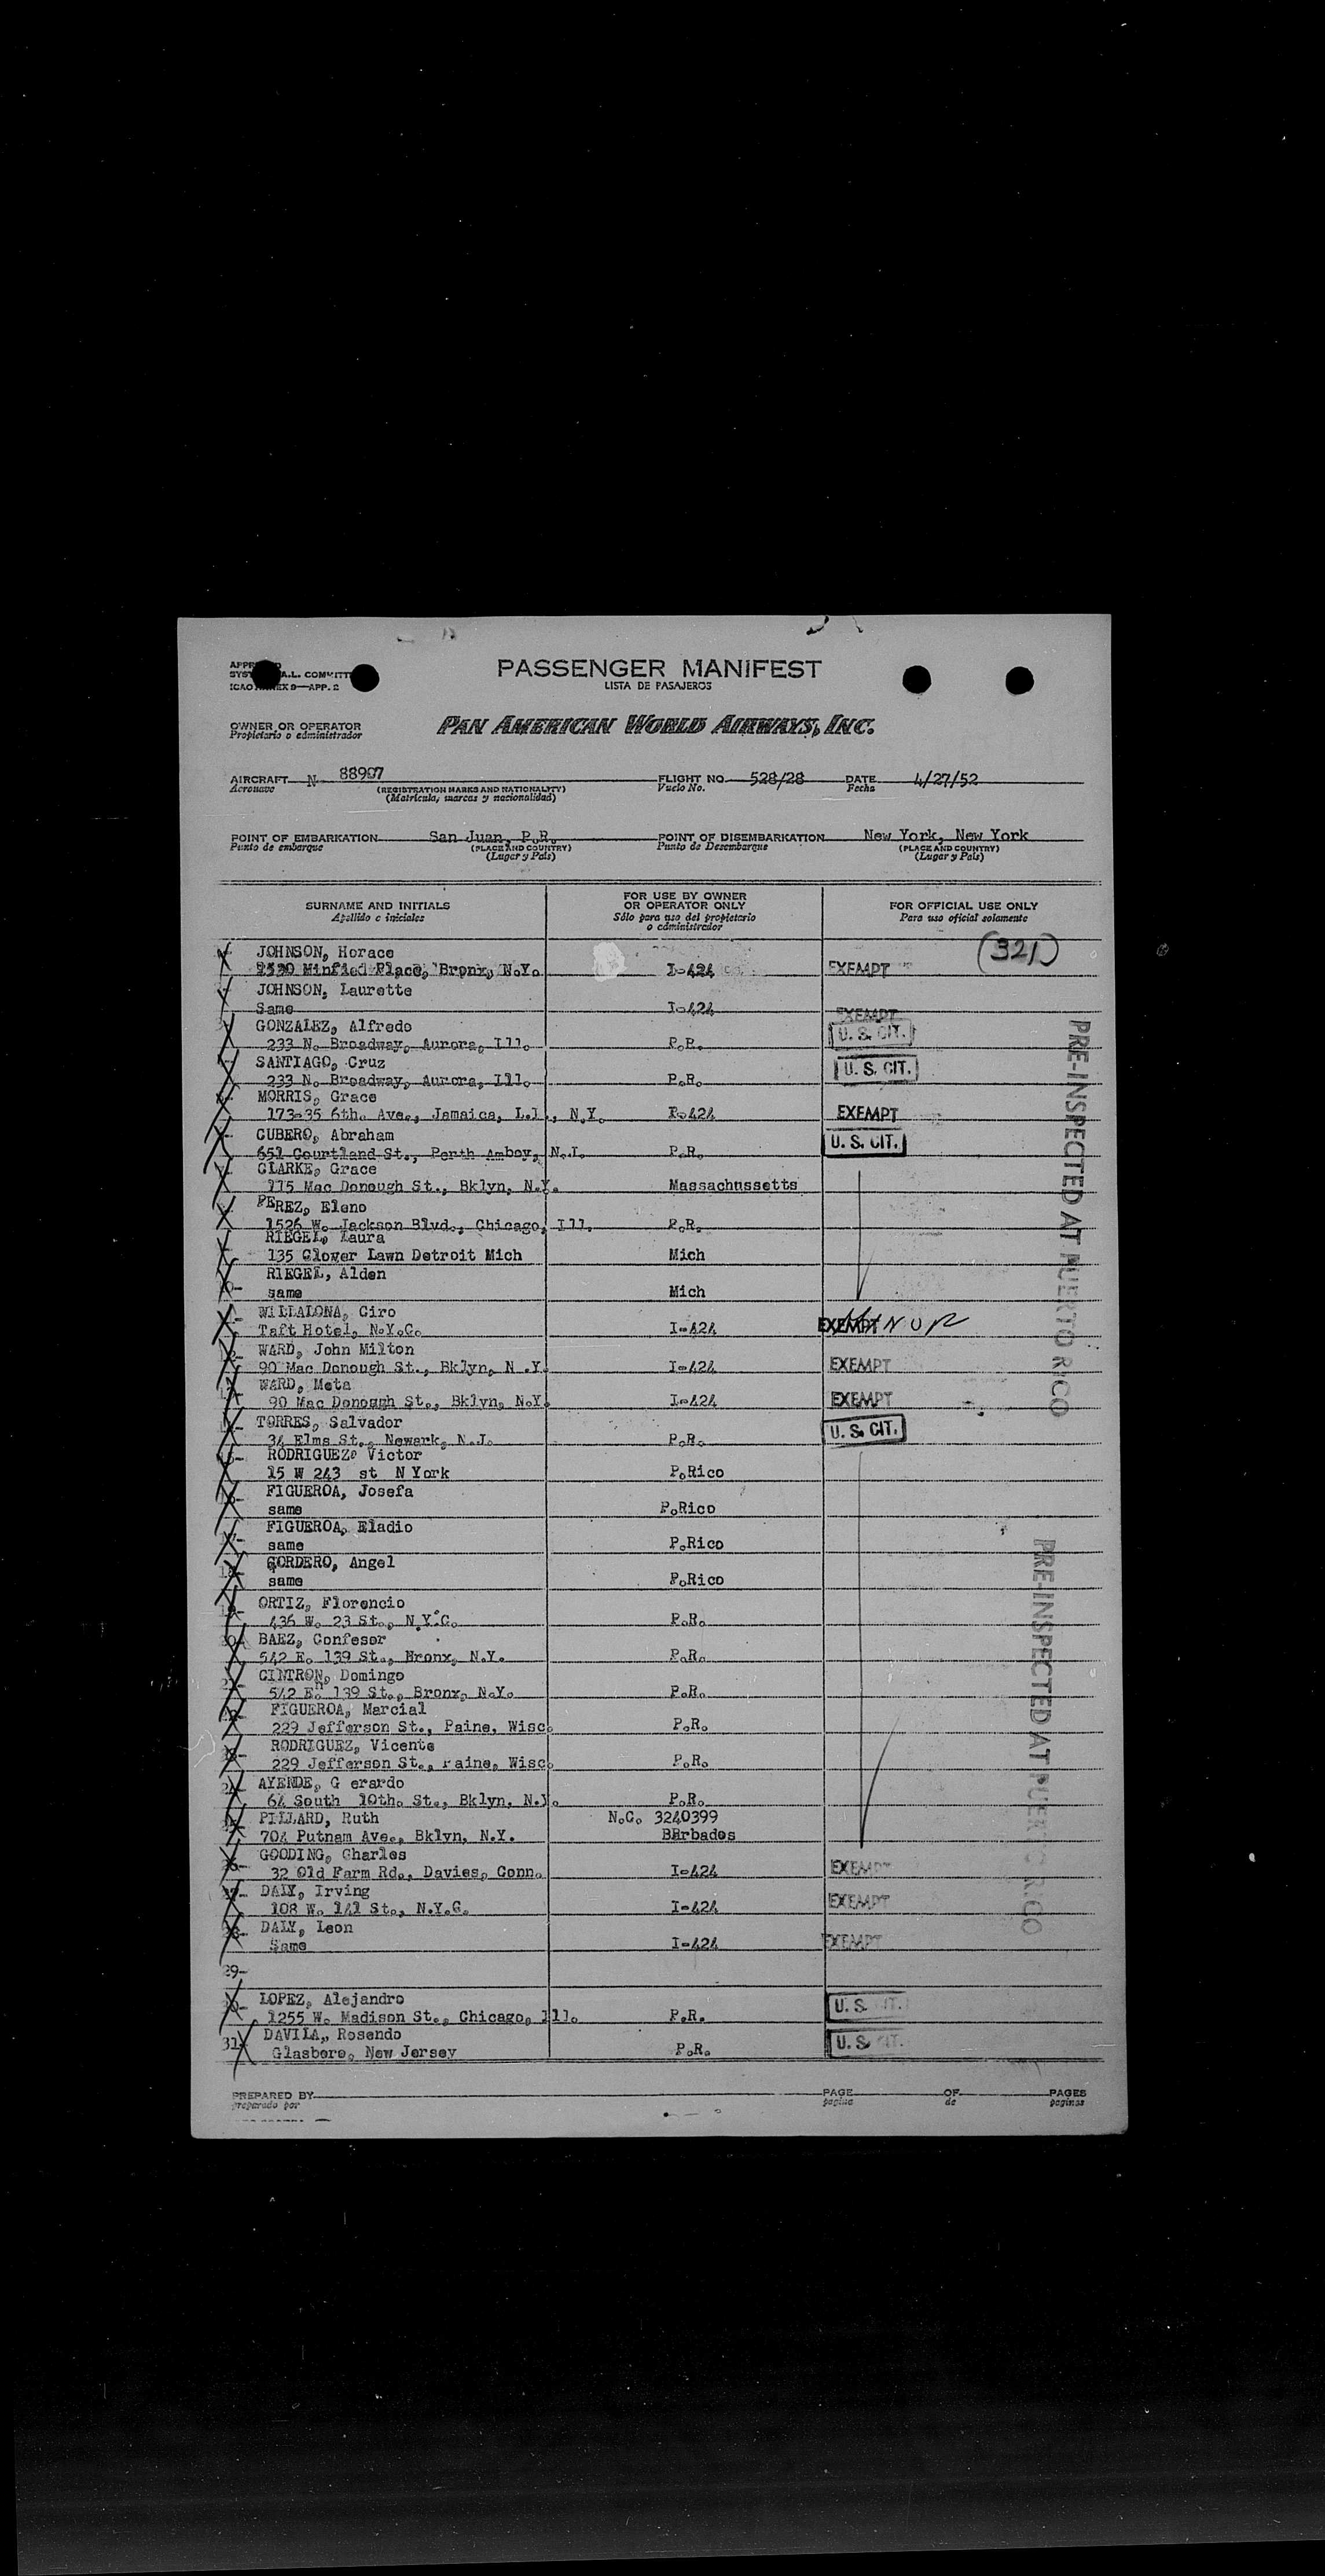 PASSENGER MANIFEST
LISTA DE PASAJEROS
ICAO ANNEX 9—APP. 2
OWNER OR OPERATOR
Propietario o administrador
PAN AMERICAN WORLD AIRWAYS, INC.
AIRCRAFT N 88907 FLIGHT NO. 528/28 DATE 4/27/52
Aeronave (REGISTRATION MARKS AND NATIONALITY) Vuelo No. Fecha
(Matrícula, marcas y nacionalidad)
POINT OF EMBARKATION San Juan, P.R. POINT OF DISEMBARKATION New York, New York
Punto de embarque (PLACE AND COUNTRY) Punto de Desembarque (PLACE AND COUNTRY)
(Lugar y País) (Lugar y País)
SURNAME AND INITIALS FOR USE BY OWNER OR OPERATOR ONLY FOR OFFICIAL USE ONLY
Apellido e iniciales Sólo para uso del propietario o administrador Para uso oficial solamente
JOHNSON, Horace (321)
Place, Bronx, N.Y. I-424 EXEMPT
JOHNSON, Laurette
Same I-424 EXEMPT
GONZALEZ, Alfredo U. S. CIT.
233 N. Broadway, Aurora, Ill. P.R.
SANTIAGO, Cruz U. S. CIT.
233 N. Broadway, Aurora, Ill. P.R.
MORRIS, Grace
173-35 6th. Ave., Jamaica, L.I., N.Y. I-424 EXEMPT
CUBERO, Abraham U. S. CIT.
651 Courtland St., Perth Amboy, N.J. P.R.
CLARKE, Grace
115 Mac Donough St., Bklyn, N.Y. Massachussetts
PEREZ, Eleno
1526 W. Jackson Blvd., Chicago, Ill. P.R.
RIEGEL, Laura
135 Clover Lawn Detroit Mich Mich
RIEGEL, Alden
same Mich
WILLALONA, Ciro
Taft Hotel, N.Y.C. I-424 EXEMPT MINOR
WARD, John Milton
90 Mac Donough St., Bklyn, N .Y. I-424 EXEMPT
WARD, Meta
90 Mac Donough St., Bklyn, N.Y. I-424 EXEMPT
TORRES, Salvador U. S. CIT.
34 Elms St., Newark, N.J. P.R.
RODRIGUEZ, Victor
15 W 243 st N York P.Rico
FIGUEROA, Josefa
same P.Rico
FIGUEROA, Eladio
same P.Rico
CORDERO, Angel
same P.Rico
ORTIZ, Florencio
436 W. 23 St., N.Y.C. P.R.
BAEZ, Confesor
542 E. 139 St., Bronx, N.Y. P.R.
CINTRON, Domingo
542 E. 139 St., Bronx, N.Y. P.R.
FIGUEROA, Marcial
229 Jefferson St., Paine, Wisc. P.R.
RODRIGUEZ, Vicente
229 Jefferson St., Paine, Wisc. P.R.
AYENDE, G erardo
64 South 10th. St., Bklyn, N.Y. P.R.
PILLARD, Ruth N.C. 3240399
704 Putnam Ave., Bklyn, N.Y. BArbados
GOODING, Charles
32 Old Farm Rd., Davies, Conn. I-424 EXEMPT
DALY, Irving
108 W. 141 St., N.Y.C. I-424 EXEMPT
DALY, Leon
Same I-424 EXEMPT
29-
LOPEZ, Alejandro U. S. CIT.
1255 W. Madison St., Chicago, Ill. P.R.
31 DAVILA, Rosendo U. S. CIT.
Glasboro, New Jersey P.R.
PRE-INSPECTED AT PUERTO RICO
PRE-INSPECTED AT PUERTO RICO
PREPARED BY PAGE OF PAGES
preparado por pagina de paginas